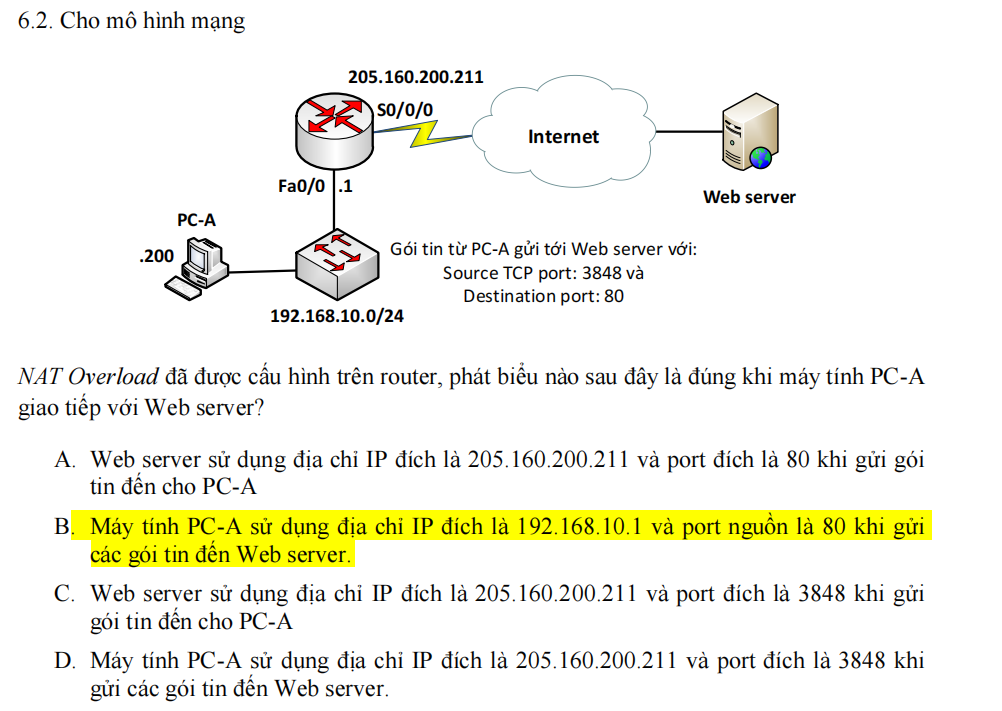 6.2. Cho mô hình mạng
205.160.200.211
S0/0/0
Internet
Web server
Fa0/0
.1
PC-A
.200
Gói tin từ PC-A gửi tới Web server với:
Source TCP port: 3848 và
Destination port: 80
192.168.10.0/24
NAT Overload đã được cấu hình trên router, phát biểu nào sau đây là đúng khi máy tính PC-A
giao tiếp với Web server?
A. Web server sử dụng địa chỉ IP đích là 205.160.200.211 và port đích là 80 khi gửi gói
tin đến cho PC-A
B. Máy tính PC-A sử dụng địa chỉ IP đích là 192.168.10.1 và port nguồn là 80 khi gửi
các gói tin đến Web server.
C. Web server sử dụng địa chỉ IP đích là 205.160.200.211 và port đích là 3848 khi gửi
gói tin đến cho PC-A
D. Máy tính PC-A sử dụng địa chỉ IP đích là 205.160.200.211 và port đích là 3848 khi
gửi các gói tin đến Web server.